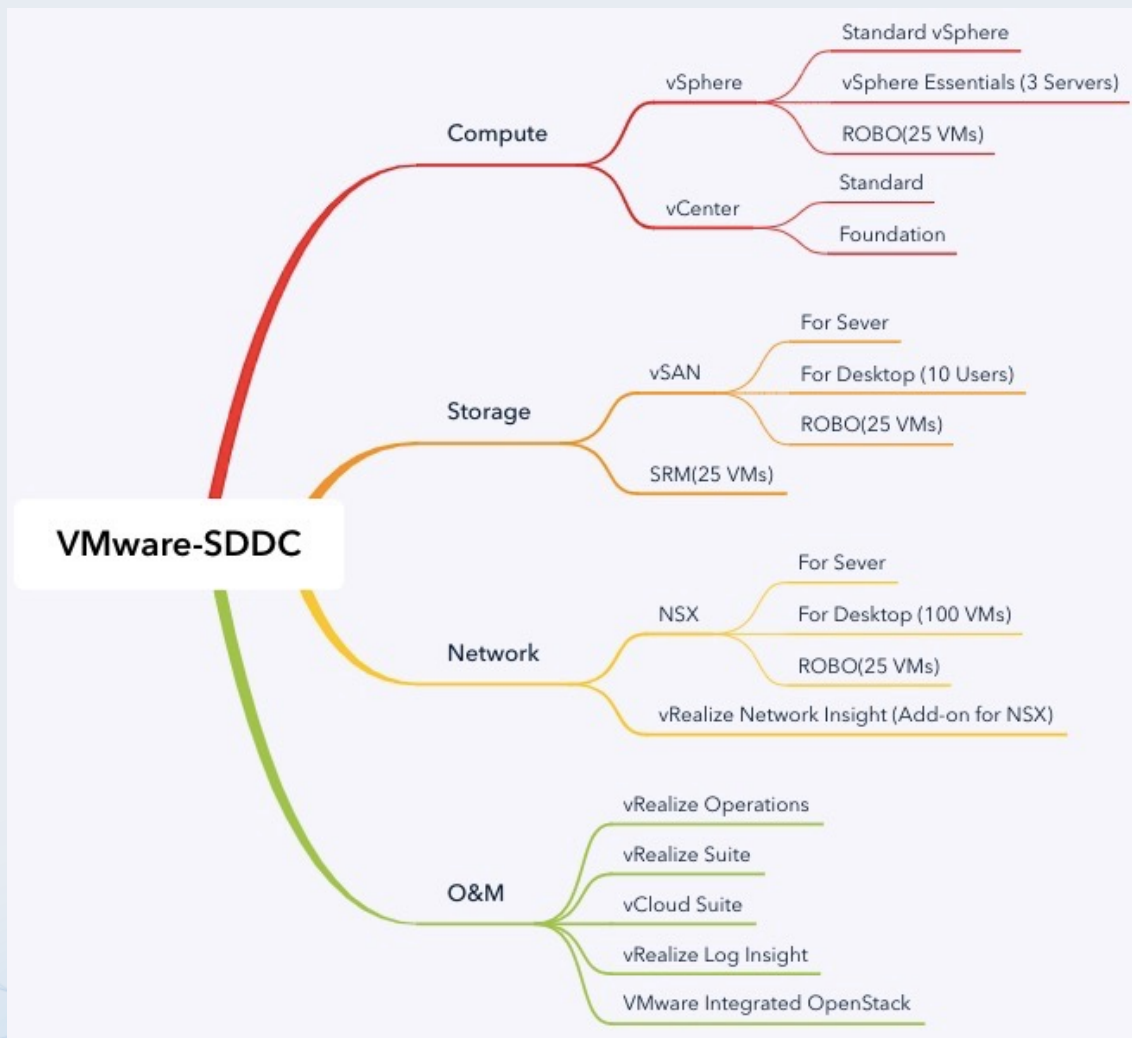 Standard vSphere
vSphere
vSphere Essentials (3 Servers)
Compute
ROBO(25 VMs)
Standard
vCenter
Foundation
For Sever
vSAN
For Desktop (10 Users)
Storage
ROBO(25 VMs)
SRM(25 VMs)
VMware-SDDC
For Sever
NSX
For Desktop (100 VMs)
Network
ROBO(25 VMs)
vRealize Network Insight (Add-on for NSX)
vRealize Operations
vRealize Suite
O&M
vCloud Suite
vRealize Log Insight
VMware Integrated OpenStack